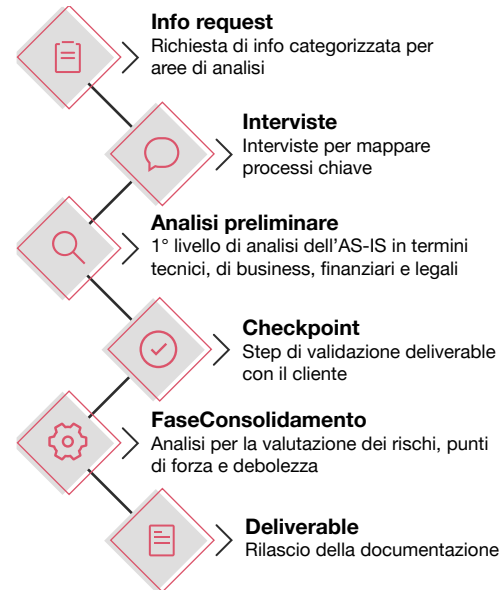 Info request
Richiesta di info categorizzata per
aree di analisi
Interviste
Interviste per mappare
processi chiave
Analisi preliminare
1° livello di analisi dell'AS-IS in termini
tecnici, di business, finanziari e legali
Checkpoint
Step di validazione deliverable
con il cliente
FaseConsolidamento
Analisi per la valutazione dei rischi, punti
di forza e debolezza
Deliverable
Rilascio della documentazione